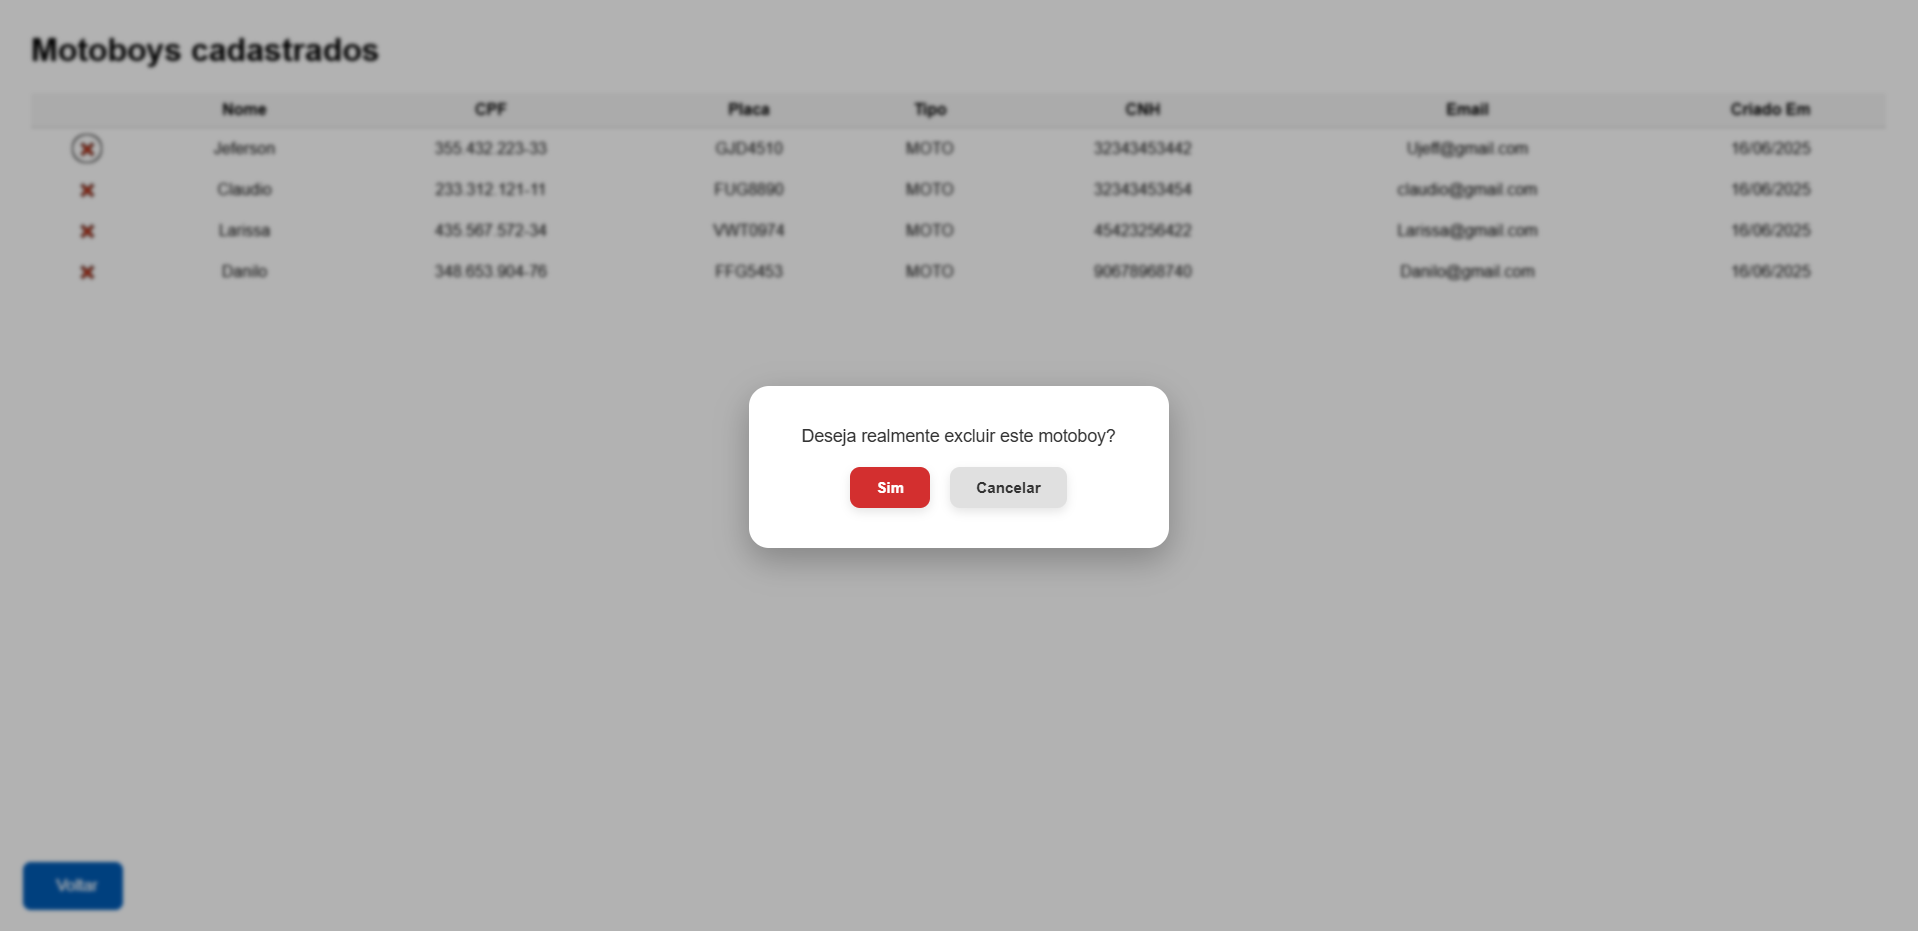 Motoboys cadastrados
Nome CPF Placa Tipo CNH Email Criado Em
Jeferson 355.432.223-33 GJD4510 MOTO 32343453442 Ujeff@gmail.com 16/06/2025
Claudio 233.312.121-11 FUG8890 MOTO 32343453454 claudio@gmail.com 16/06/2025
Larissa 435.567.572-34 VWT0974 MOTO 45423256422 Larissa@gmail.com 16/06/2025
Danilo 348.653.904-76 FFG5453 MOTO 90678968740 Danilo@gmail.com 16/06/2025
Deseja realmente excluir este motoboy?
Sim Cancelar
Voltar